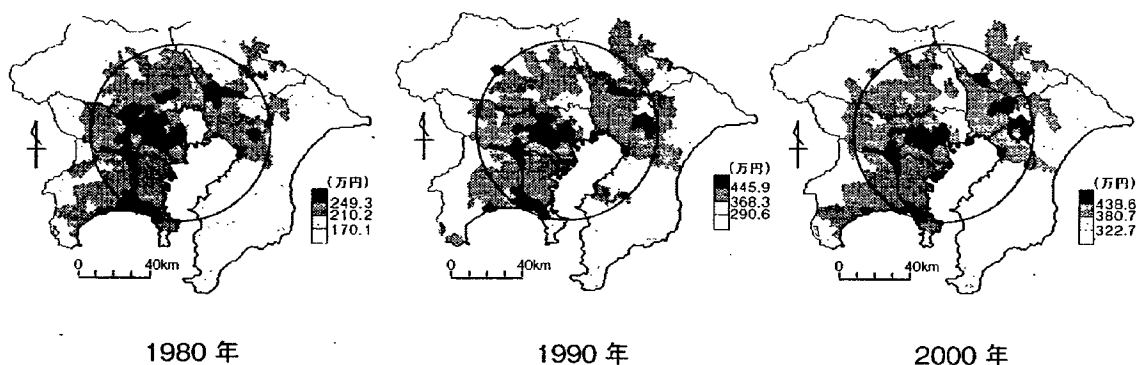 (万円)
249.3
210.2
170.1
0 40km
1980 年
(万円)
445.9
368.3
290.6
0 40km
1990 年
(万円)
438.6
380.7
322.7
0 40km
2000 年